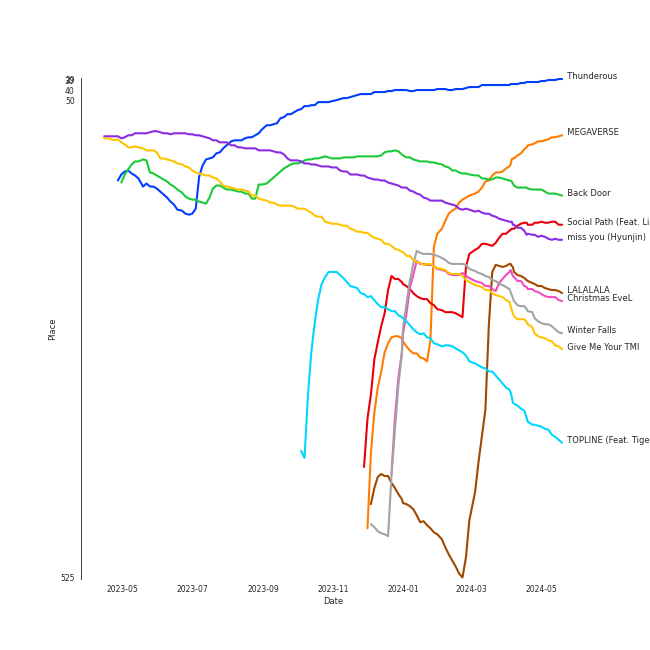 Thunderous
40
50
MEGAVERSE
Back Door
Social Path (Feat. Li
miss you (Hyunjin)
LALALALA
Christmas EveL
Winter Falls
Give Me Your TMI
TOPLINE (Feat. Tige
Place
525
2023-05 2023-07 2023-09 2023-11 2024-01 2024-03 2024-05
Date